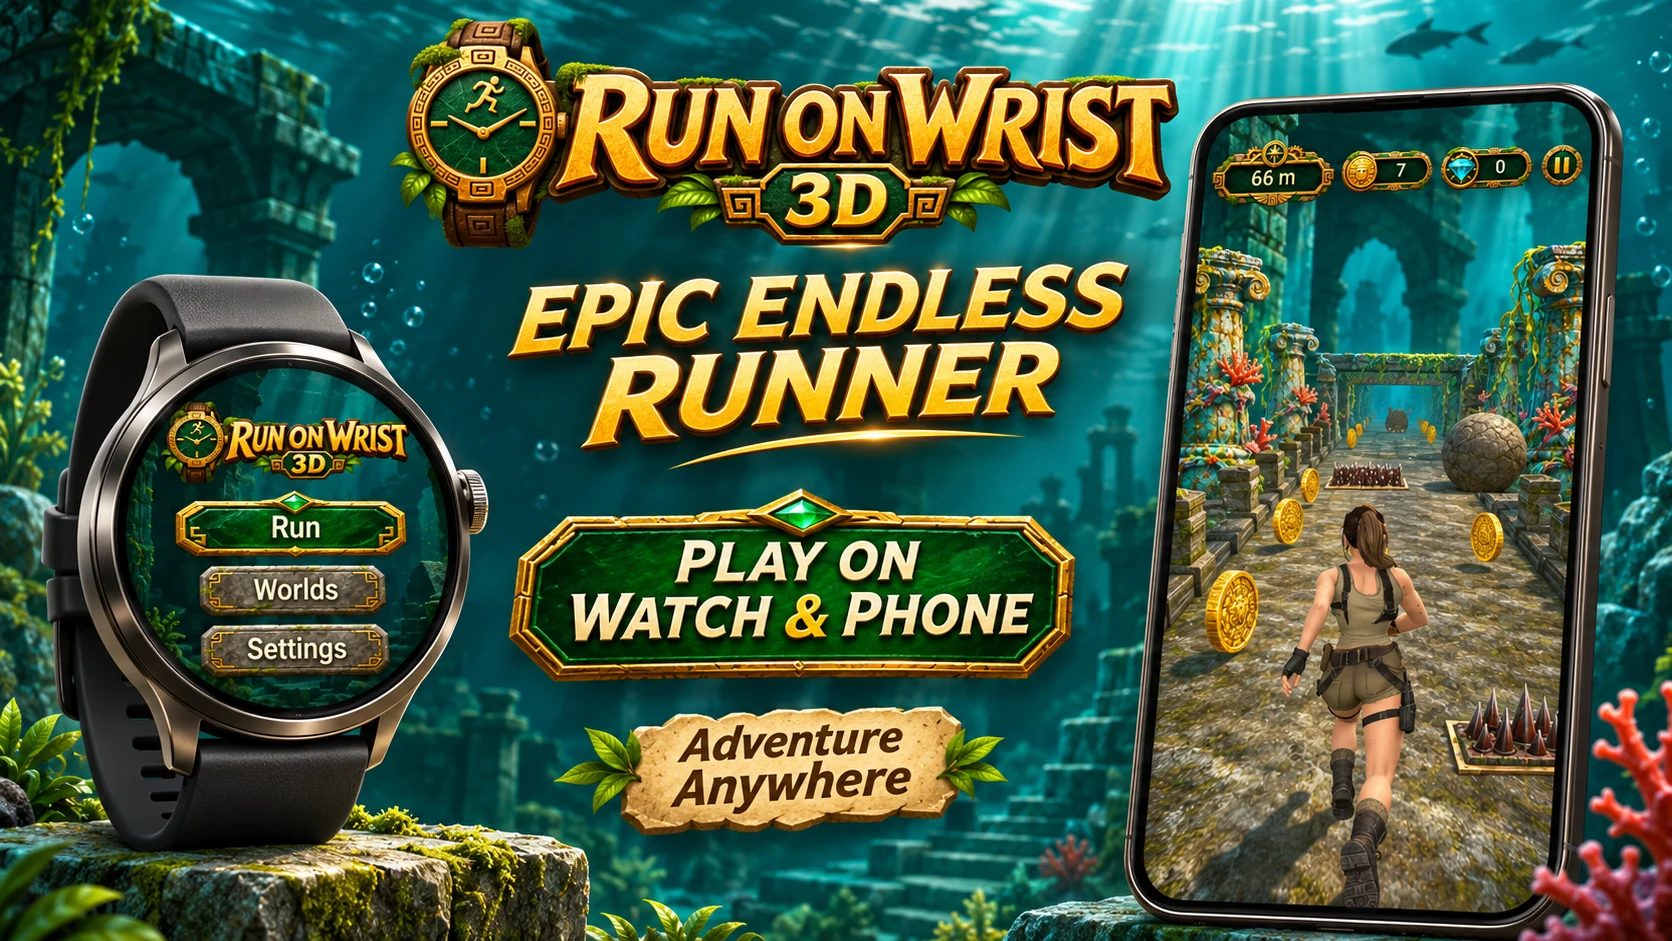 RUN ON WRIST
3D
EPIC ENDLESS
RUNNER
PLAY ON
WATCH & PHONE
Adventure
Anywhere
RUN ON WRIST
3D
Run
Worlds
Settings
66 m
7
0